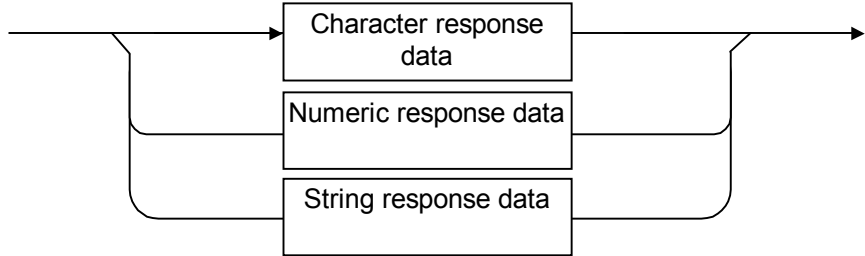 Character response
data
Numeric response data
String response data